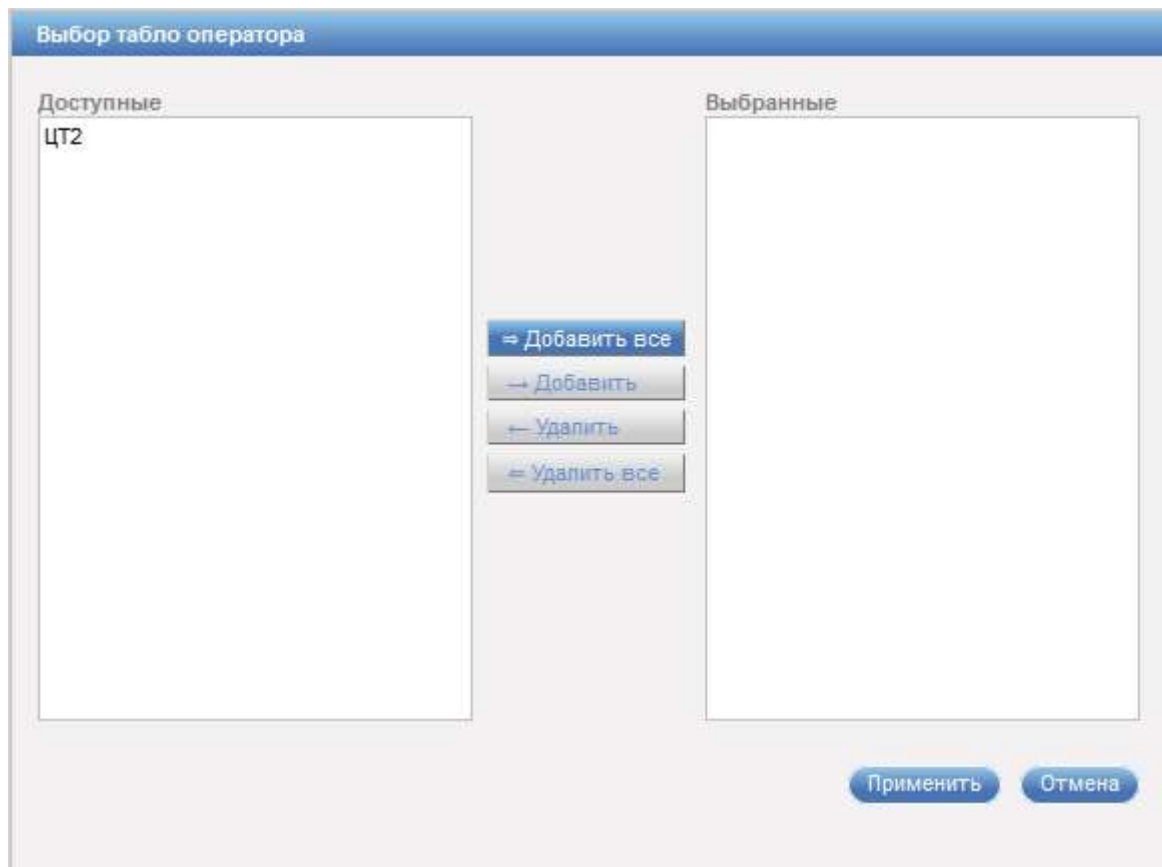 Выбор табло оператора
Доступные
Выбранные
ЦТ2
⇒ Добавить все
→ Добавить
← Удалить
⇐ Удалить все
Применить
Отмена